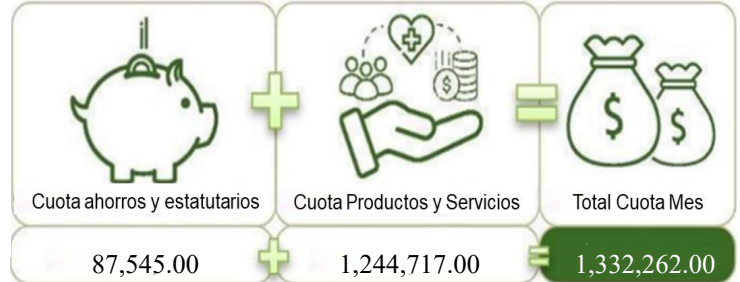 Cuota ahorros y estatutarios
Cuota Productos y Servicios
Total Cuota Mes
87,545.00
1,244,717.00
1,332,262.00